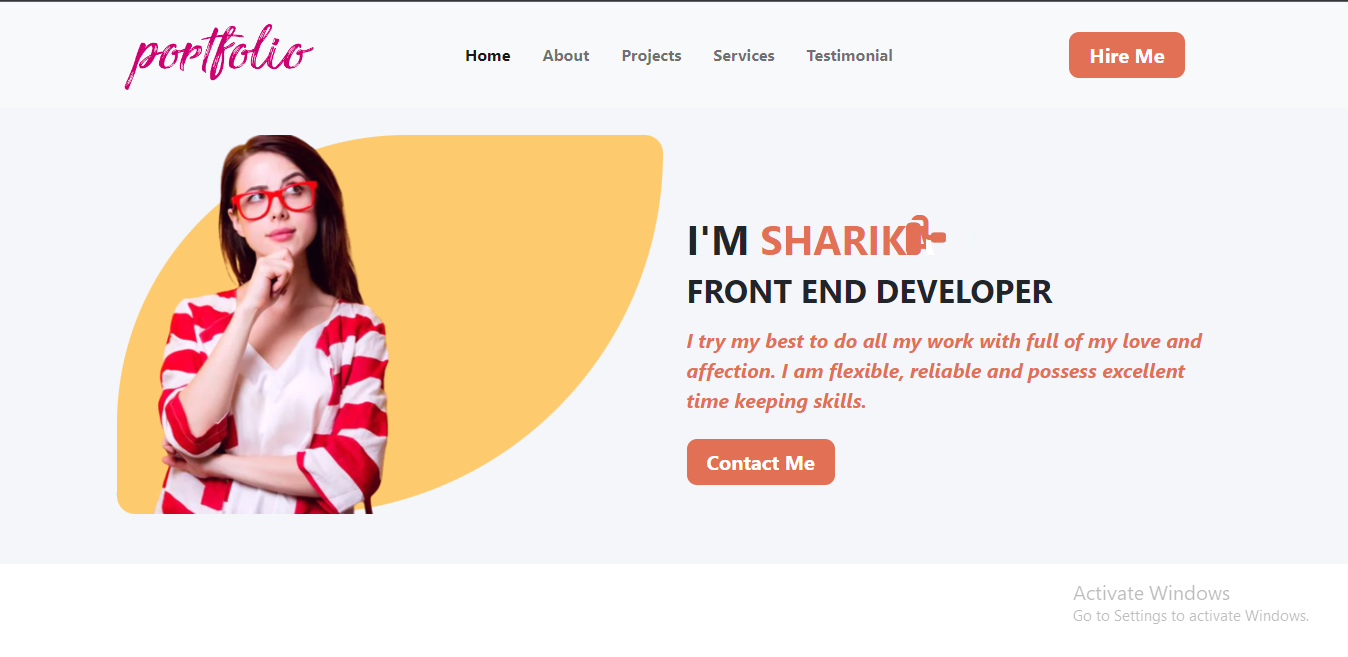 portfolio
Home About Projects Services Testimonial
Hire Me
I'M SHARIK
FRONT END DEVELOPER
I try my best to do all my work with full of my love and
affection. I am flexible, reliable and possess excellent
time keeping skills.
Contact Me
Activate Windows
Go to Settings to activate Windows.